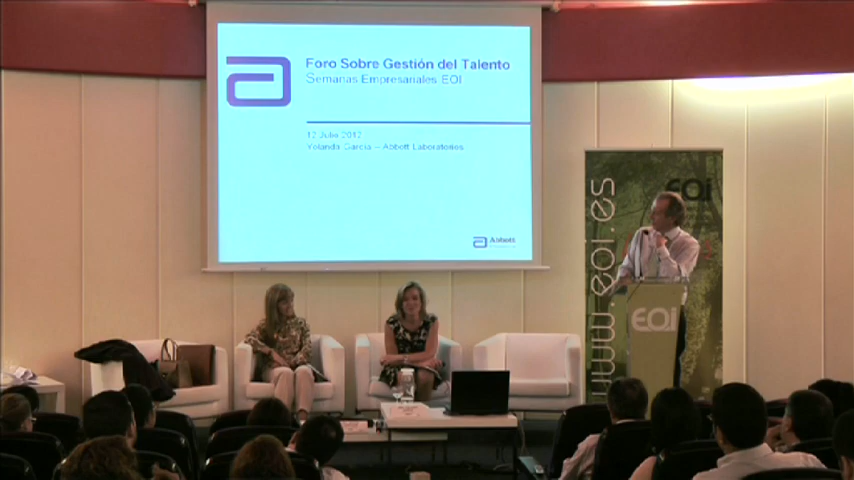 Foro Sobre Gestión del Talento
Semanas Empresariales EOI
12 Julio 2012
Yolanda García – Abbott Laboratories
Abbott
www.eoi.es
eoi
eoi